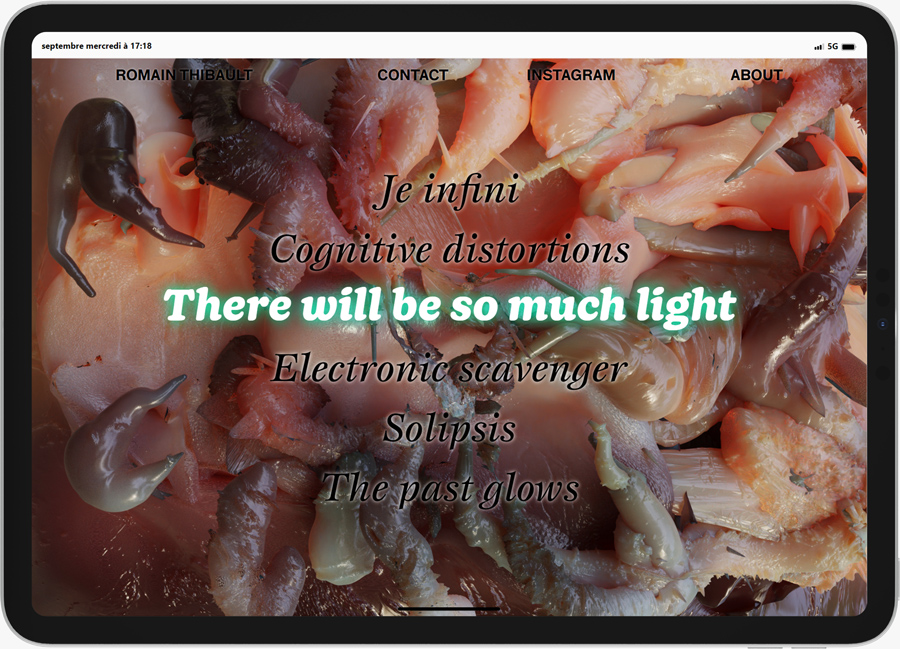 septembre mercredi à 17:18
5G
ROMAIN THIBAULT CONTACT INSTAGRAM ABOUT
Je infini
Cognitive distortions
There will be so much light
Electronic scavenger
Solipsis
The past glows